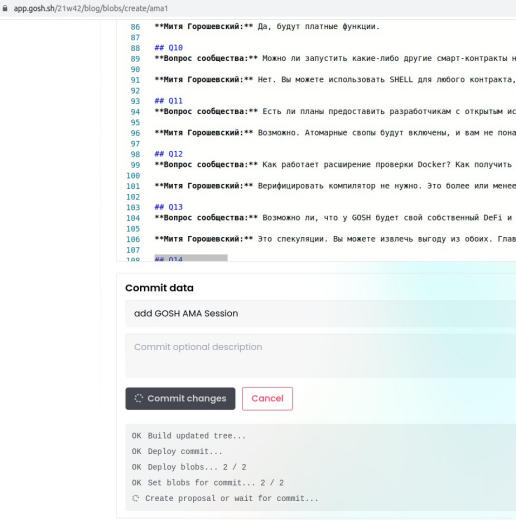 app.gosh.sh/21w42/blog/blobs/create/ama1
86 **Митя Горошевский:** Да, будут платные функции.
87
88 ## Q10
89 **Вопрос сообщества:** Можно ли запустить какие-либо другие смарт-контракты н
90
91 **Митя Горошевский:** Нет. Вы можете использовать SHELL для любого контракта,
92
93 ## Q11
94 **Вопрос сообщества:** Есть ли планы предоставить разработчикам с открытым ис
95
96 **Митя Горошевский:** Возможно. Атомарные свопы будут включены, и вам не пона
97
98 ## Q12
99 **Вопрос сообщества:** Как работает расширение проверки Docker? Как получить
100
101 **Митя Горошевский:** Верифицировать компилятор не нужно. Это более или менее
102
103 ## Q13
104 **Вопрос сообщества:** Возможно ли, что у GOSH будет свой собственный DeFi и
105
106 **Митя Горошевский:** Это спекуляции. Вы можете извлечь выгоду из обоих. Глав
107
108 ## Q14
Commit data
add GOSH AMA Session
Commit optional description
Commit changes Cancel
OK Build updated tree...
OK Deploy commit...
OK Deploy blobs... 2 / 2
OK Set blobs for commit... 2 / 2
Create proposal or wait for commit...